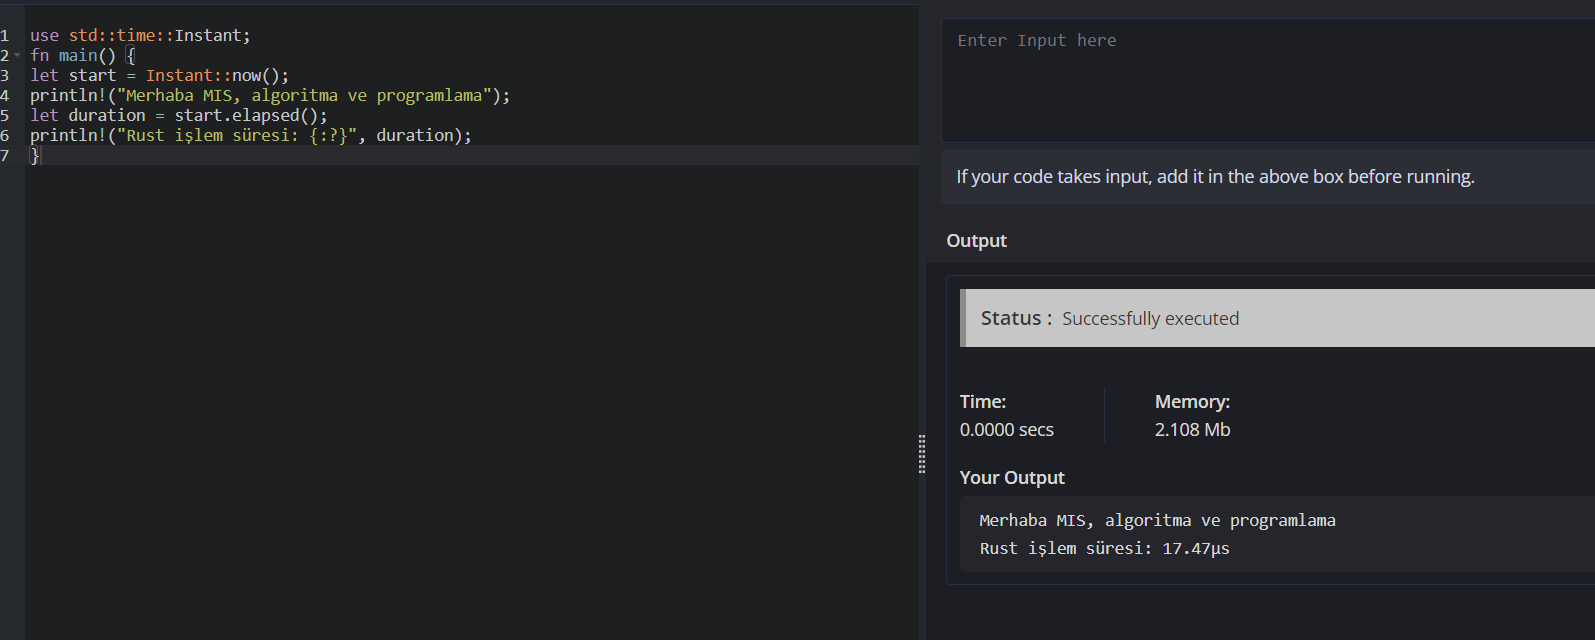 1 use std::time::Instant;
2 fn main() {
3 let start = Instant::now();
4 println!("Merhaba MIS, algoritma ve programlama");
5 let duration = start.elapsed();
6 println!("Rust işlem süresi: {:?}", duration);
7 }
Enter Input here
If your code takes input, add it in the above box before running.
Output
Status : Successfully executed
Time: Memory:
0.0000 secs 2.108 Mb
Your Output
Merhaba MIS, algoritma ve programlama
Rust işlem süresi: 17.47µs